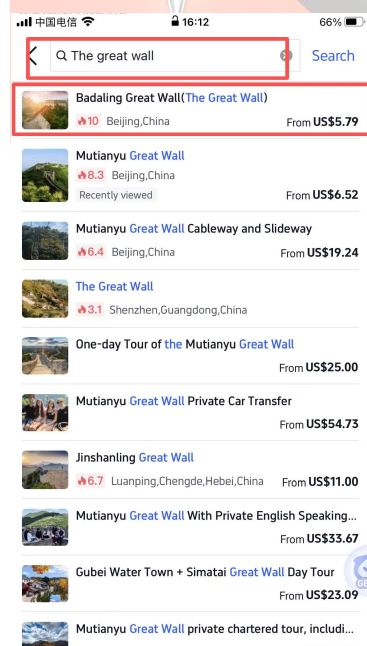 中国电信
16:12
66%
The great wall
Search
Badaling Great Wall(The Great Wall)
10 Beijing,China
From US$5.79
Mutianyu Great Wall
8.3 Beijing,China
Recently viewed
From US$6.52
Mutianyu Great Wall Cableway and Slideway
6.4 Beijing,China
From US$19.24
The Great Wall
3.1 Shenzhen,Guangdong,China
One-day Tour of the Mutianyu Great Wall
From US$25.00
Mutianyu Great Wall Private Car Transfer
From US$54.73
Jinshanling Great Wall
6.7 Luanping,Chengde,Hebei,China
From US$11.00
Mutianyu Great Wall With Private English Speaking...
From US$33.67
Gubei Water Town + Simatai Great Wall Day Tour
From US$23.09
Mutianyu Great Wall private chartered tour, includi...